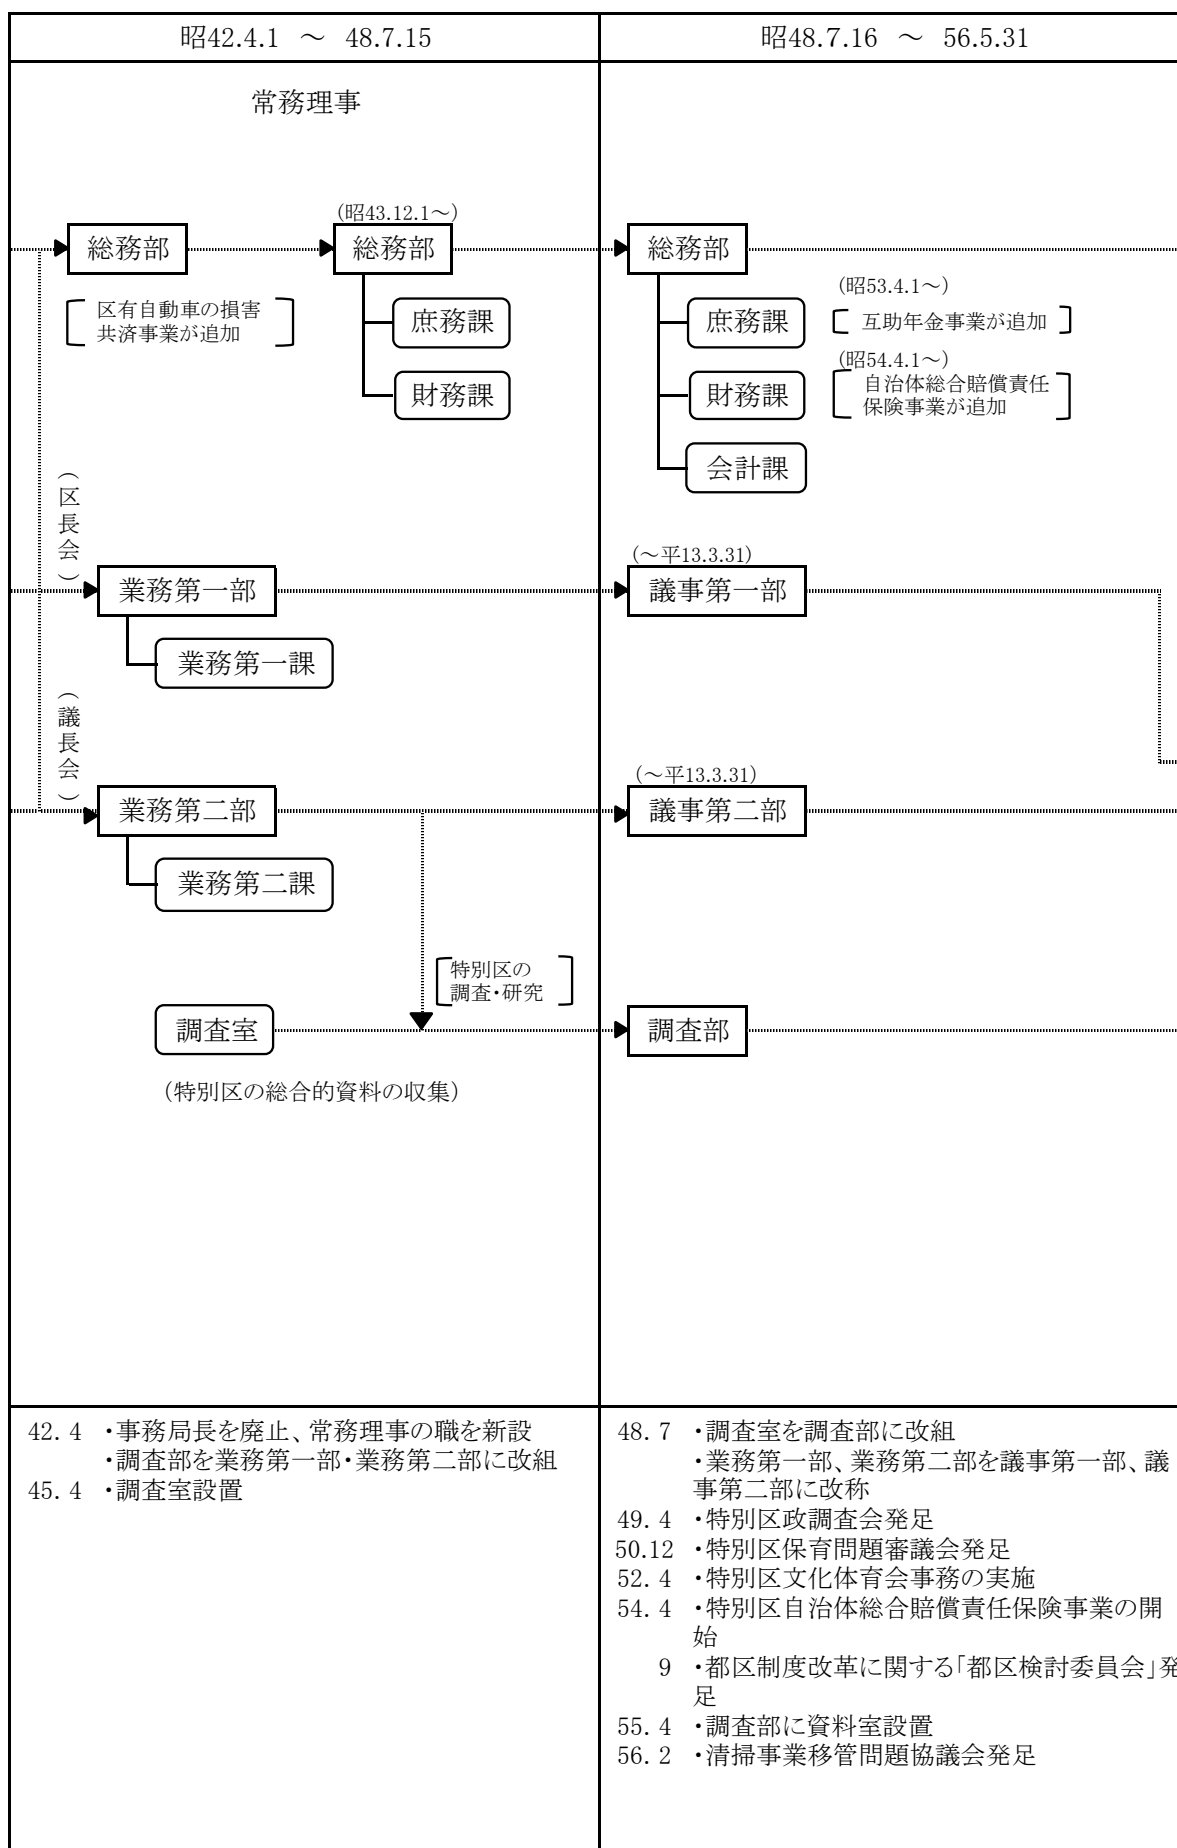 昭42.4.1 ～ 48.7.15
常務理事
総務部
(昭43.12.1～)
総務部
区有自動車の損害
共済事業が追加
庶務課
財務課
(区長会)
業務第一部
業務第一課
(議長会)
業務第二部
業務第二課
特別区の
調査・研究
調査室
(特別区の総合的資料の収集)
42. 4 ・事務局長を廃止、常務理事の職を新設
・調査部を業務第一部・業務第二部に改組
45. 4 ・調査室設置
昭48.7.16 ～ 56.5.31
総務部
(昭53.4.1～)
庶務課
互助年金事業が追加
(昭54.4.1～)
財務課
自治体総合賠償責任
保険事業が追加
会計課
(～平13.3.31)
議事第一部
(～平13.3.31)
議事第二部
調査部
48. 7 ・調査室を調査部に改組
・業務第一部、業務第二部を議事第一部、議
事第二部に改称
49. 4 ・特別区政調査会発足
50.12 ・特別区保育問題審議会発足
52. 4 ・特別区文化体育会事務の実施
54. 4 ・特別区自治体総合賠償責任保険事業の開
始
9 ・都区制度改革に関する「都区検討委員会」発
足
55. 4 ・調査部に資料室設置
56. 2 ・清掃事業移管問題協議会発足